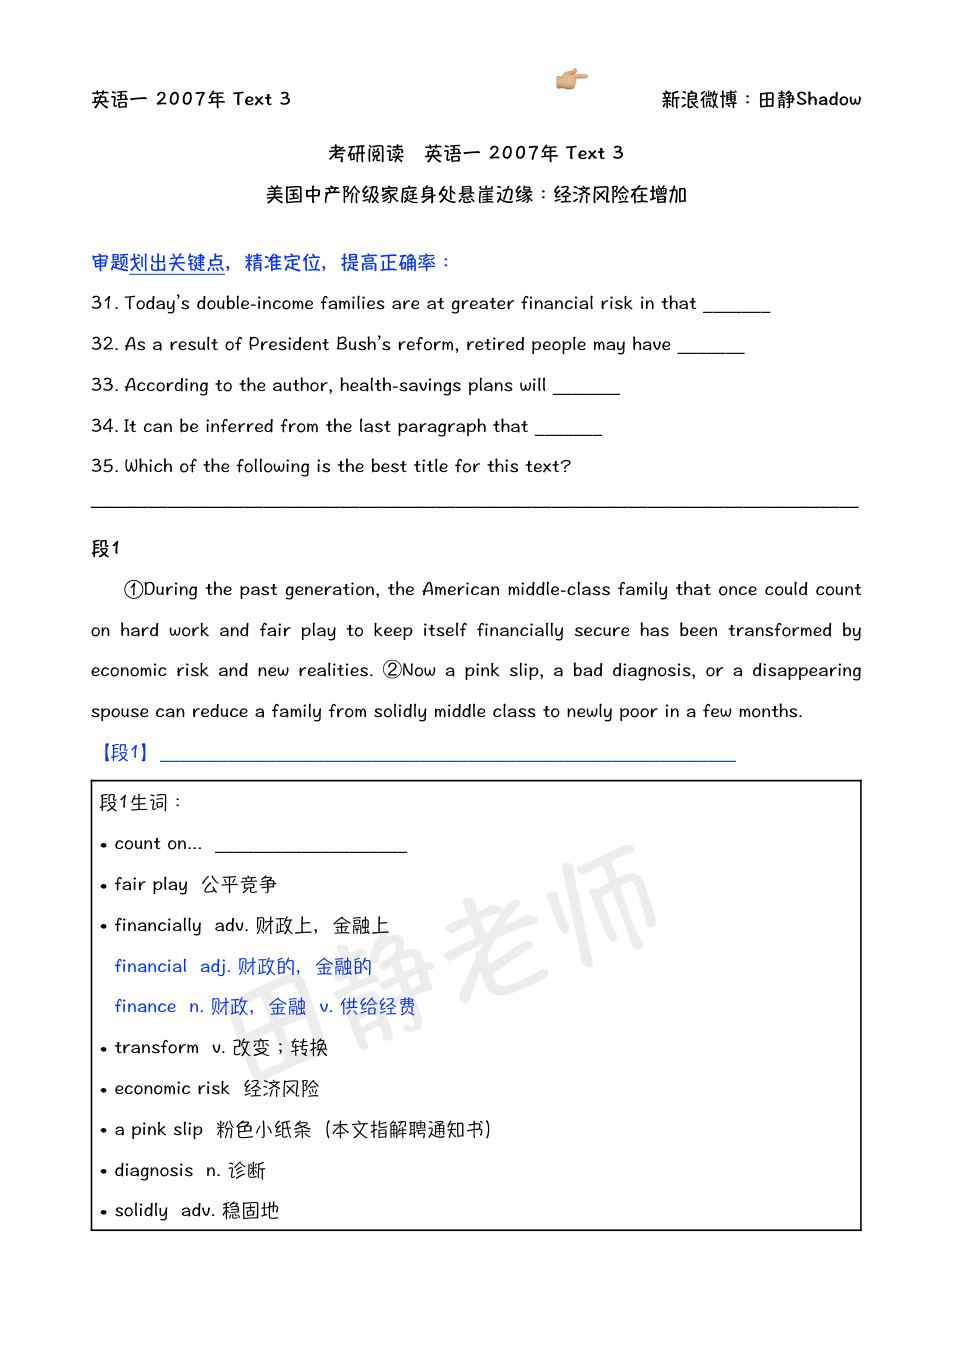 英语一 2007年 Text 3 新浪微博：田静Shadow
考研阅读 英语一 2007年 Text 3
美国中产阶级家庭身处悬崖边缘：经济风险在增加
审题划出关键点，精准定位，提高正确率：
31. Today's double-income families are at greater financial risk in that _______
32. As a result of President Bush's reform, retired people may have _______
33. According to the author, health-savings plans will _______
34. It can be inferred from the last paragraph that _______
35. Which of the following is the best title for this text?
段1
①During the past generation, the American middle-class family that once could count
on hard work and fair play to keep itself financially secure has been transformed by
economic risk and new realities. ②Now a pink slip, a bad diagnosis, or a disappearing
spouse can reduce a family from solidly middle class to newly poor in a few months.
【段1】____________________________________________________________
段1生词：
• count on... ____________________
• fair play 公平竞争
• financially adv. 财政上，金融上
financial adj. 财政的，金融的
finance n. 财政，金融 v. 供给经费
• transform v. 改变；转换
• economic risk 经济风险
• a pink slip 粉色小纸条（本文指解聘通知书）
• diagnosis n. 诊断
• solidly adv. 稳固地
田静老师